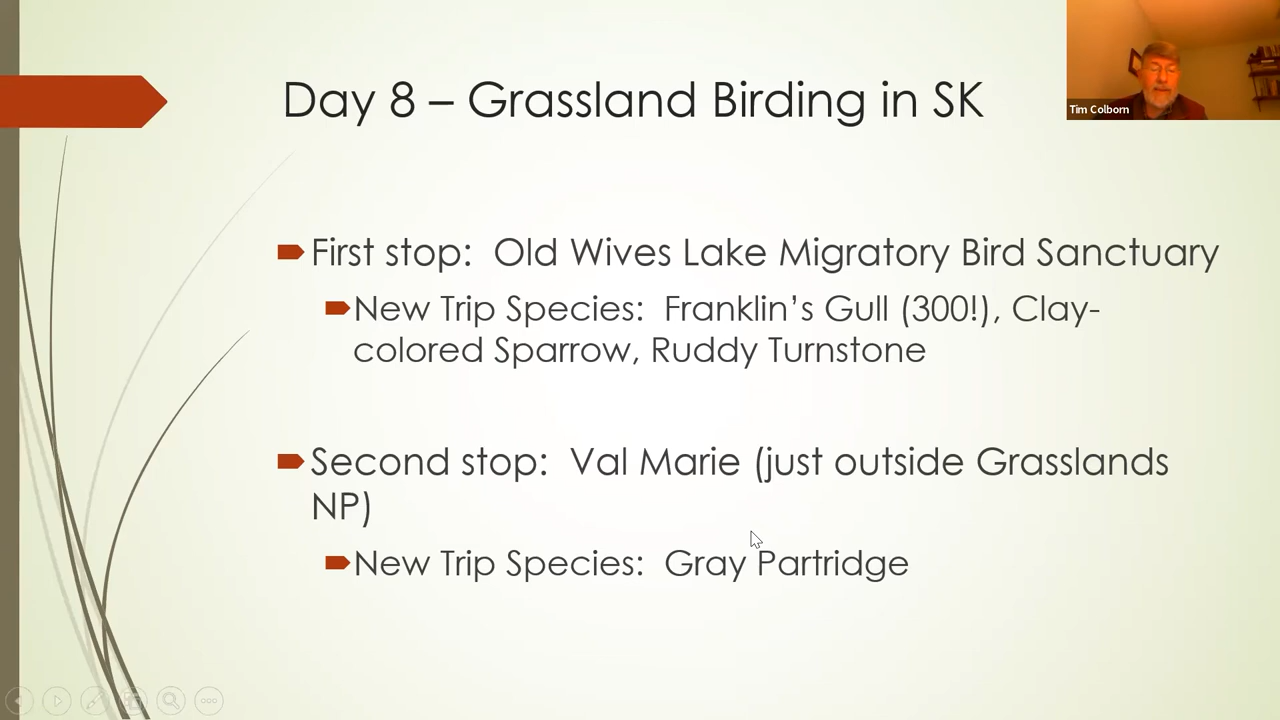 Day 8 – Grassland Birding in SK
Tim Colborn
First stop:  Old Wives Lake Migratory Bird Sanctuary
New Trip Species:  Franklin’s Gull (300!), Clay-
colored Sparrow, Ruddy Turnstone
Second stop:  Val Marie (just outside Grasslands
NP)
New Trip Species:  Gray Partridge